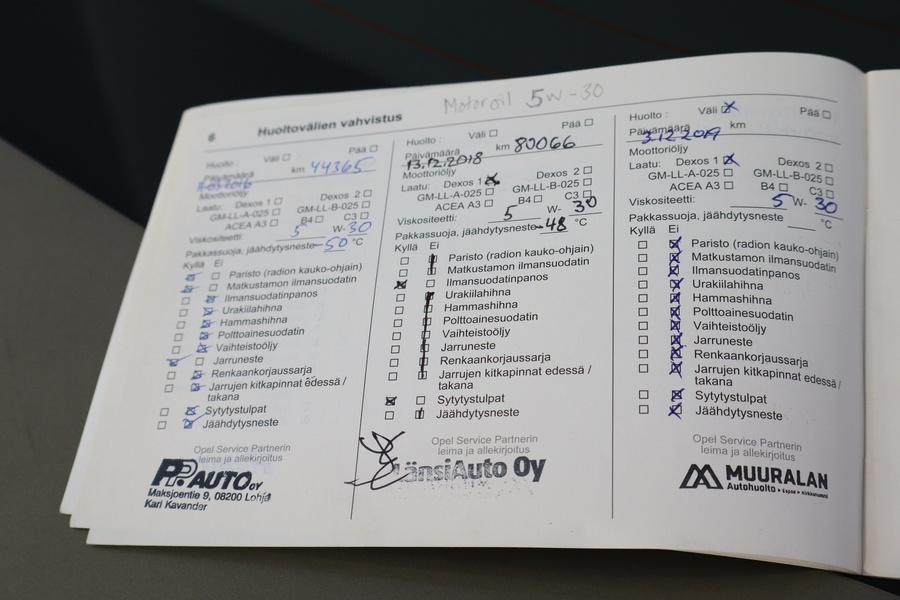 Motoroil 5W-30
6 Huoltovälien vahvistus
Huolto : Väli Pää
Päivämäärä km 44365
Moottoriöljy
Laatu: Dexos 1 Dexos 2
GM-LL-A-025 GM-LL-B-025
ACEA A3 B4 C3
Viskositeetti: 5 W- 30
Pakkassuoja, jäähdytysneste -50 °C
Kyllä Ei
Paristo (radion kauko-ohjain)
Matkustamon ilmansuodatin
Ilmansuodatinpanos
Urakiilahihna
Hammashihna
Polttoainesuodatin
Vaihteistoöljy
Jarruneste
Renkaankorjaussarja
Jarrujen kitkapinnat edessä /
takana
Sytytystulpat
Jäähdytysneste
Opel Service Partnerin
leima ja allekirjoitus
PP.AUTO OY
Maksjoentie 9, 08200 Lohja
Kari Kavander
Huolto : Väli Pää
Päivämäärä km 80066
13.12.2018
Moottoriöljy
Laatu: Dexos 1 Dexos 2
GM-LL-A-025 GM-LL-B-025
ACEA A3 B4 C3
Viskositeetti: 5 W- 30
Pakkassuoja, jäähdytysneste -48 °C
Kyllä Ei
Paristo (radion kauko-ohjain)
Matkustamon ilmansuodatin
Ilmansuodatinpanos
Urakiilahihna
Hammashihna
Polttoainesuodatin
Vaihteistoöljy
Jarruneste
Renkaankorjaussarja
Jarrujen kitkapinnat edessä /
takana
Sytytystulpat
Jäähdytysneste
Opel Service Partnerin
leima ja allekirjoitus
LänsiAuto Oy
Huolto : Väli Pää
Päivämäärä km
3.12.2019
Moottoriöljy
Laatu: Dexos 1 Dexos 2
GM-LL-A-025 GM-LL-B-025
ACEA A3 B4 C3
Viskositeetti: 5 W- 30
Pakkassuoja, jäähdytysneste °C
Kyllä Ei
Paristo (radion kauko-ohjain)
Matkustamon ilmansuodatin
Ilmansuodatinpanos
Urakiilahihna
Hammashihna
Polttoainesuodatin
Vaihteistoöljy
Jarruneste
Renkaankorjaussarja
Jarrujen kitkapinnat edessä /
takana
Sytytystulpat
Jäähdytysneste
Opel Service Partnerin
leima ja allekirjoitus
MUURALAN
Autohuolto • Espoo • Kirkkonummi